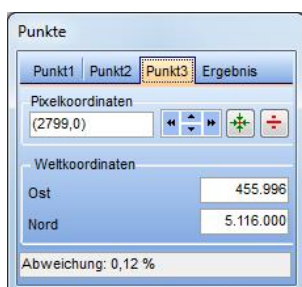 Punkte
Punkt1 Punkt2 Punkt3 Ergebnis
Pixelkoordinaten
(2799,0)
Weltkoordinaten
Ost 455.996
Nord 5.116.000
Abweichung: 0,12 %